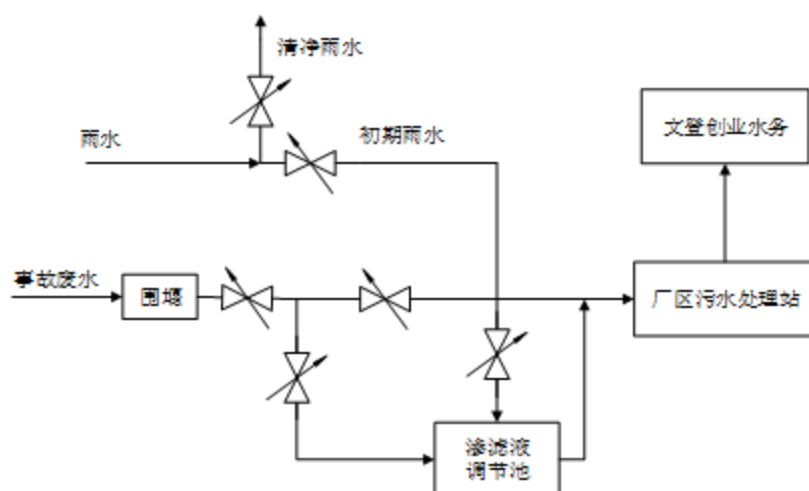 清净雨水
雨水
初期雨水
文登创业水务
事故废水
围堰
厂区污水处理站
渗滤液
调节池